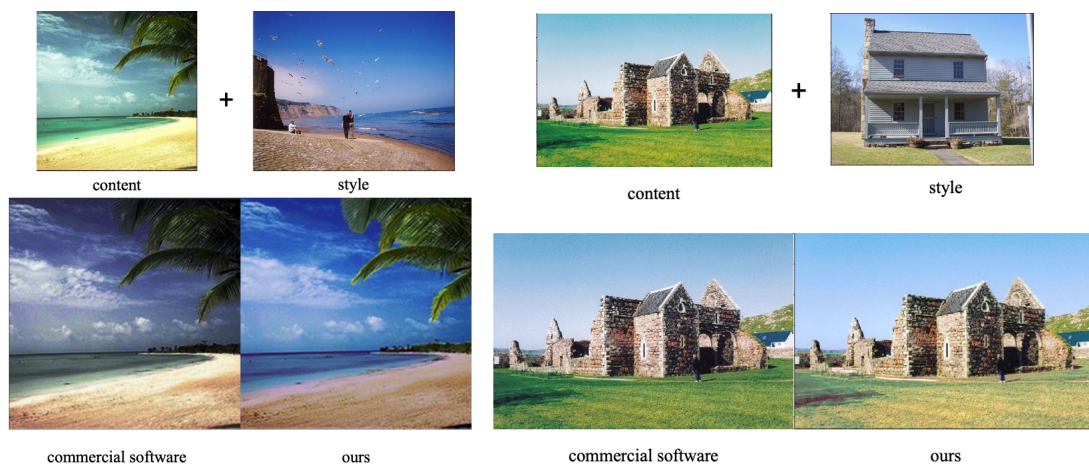 +
+
content
style
content
style
commercial software
ours
commercial software
ours